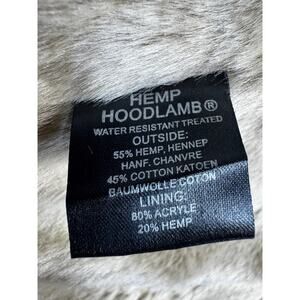 HEMP
HOODLAMB®
WATER RESISTANT TREATED
OUTSIDE:
55% HEMP, HENNEP
HANF. CHANVRE
45% COTTON KATOEN
BAUMWOLLE COTON
LINING:
80% ACRYLE
20% HEMP